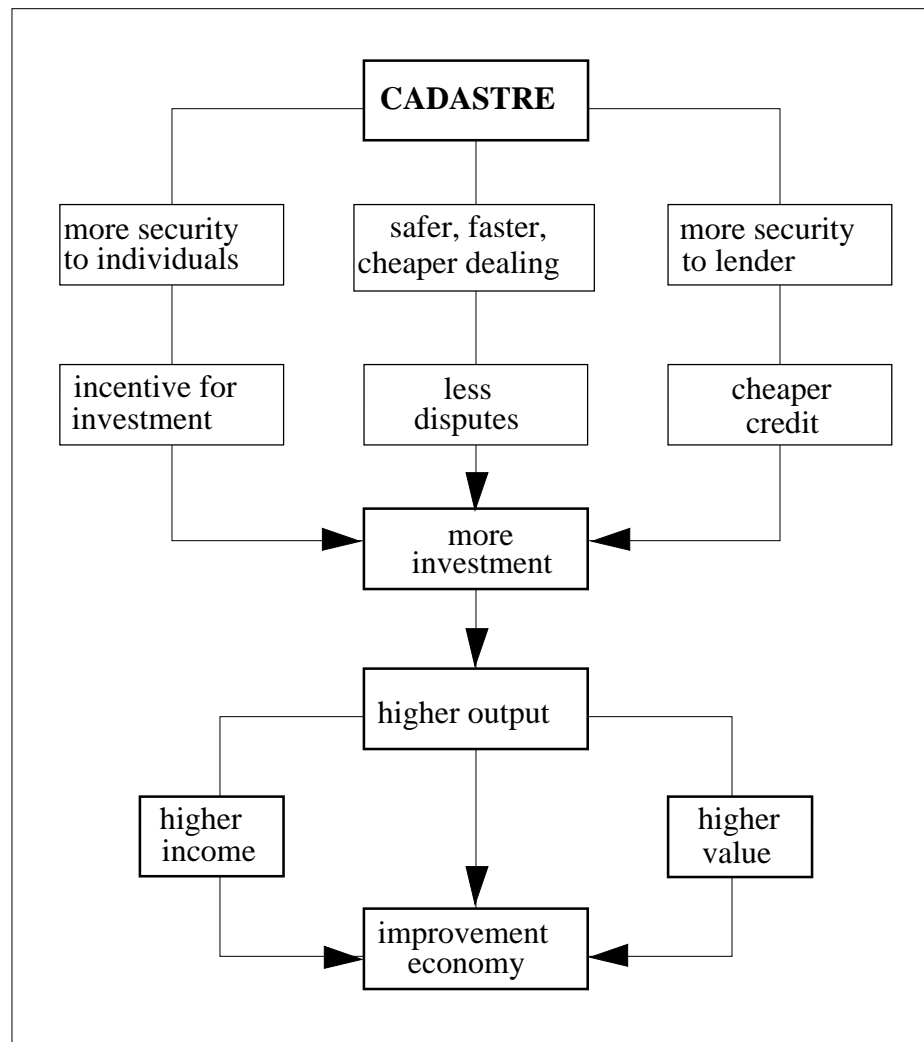 CADASTRE
more security
to individuals
safer, faster,
cheaper dealing
more security
to lender
incentive for
investment
less
disputes
cheaper
credit
more
investment
higher output
higher
income
higher
value
improvement
economy